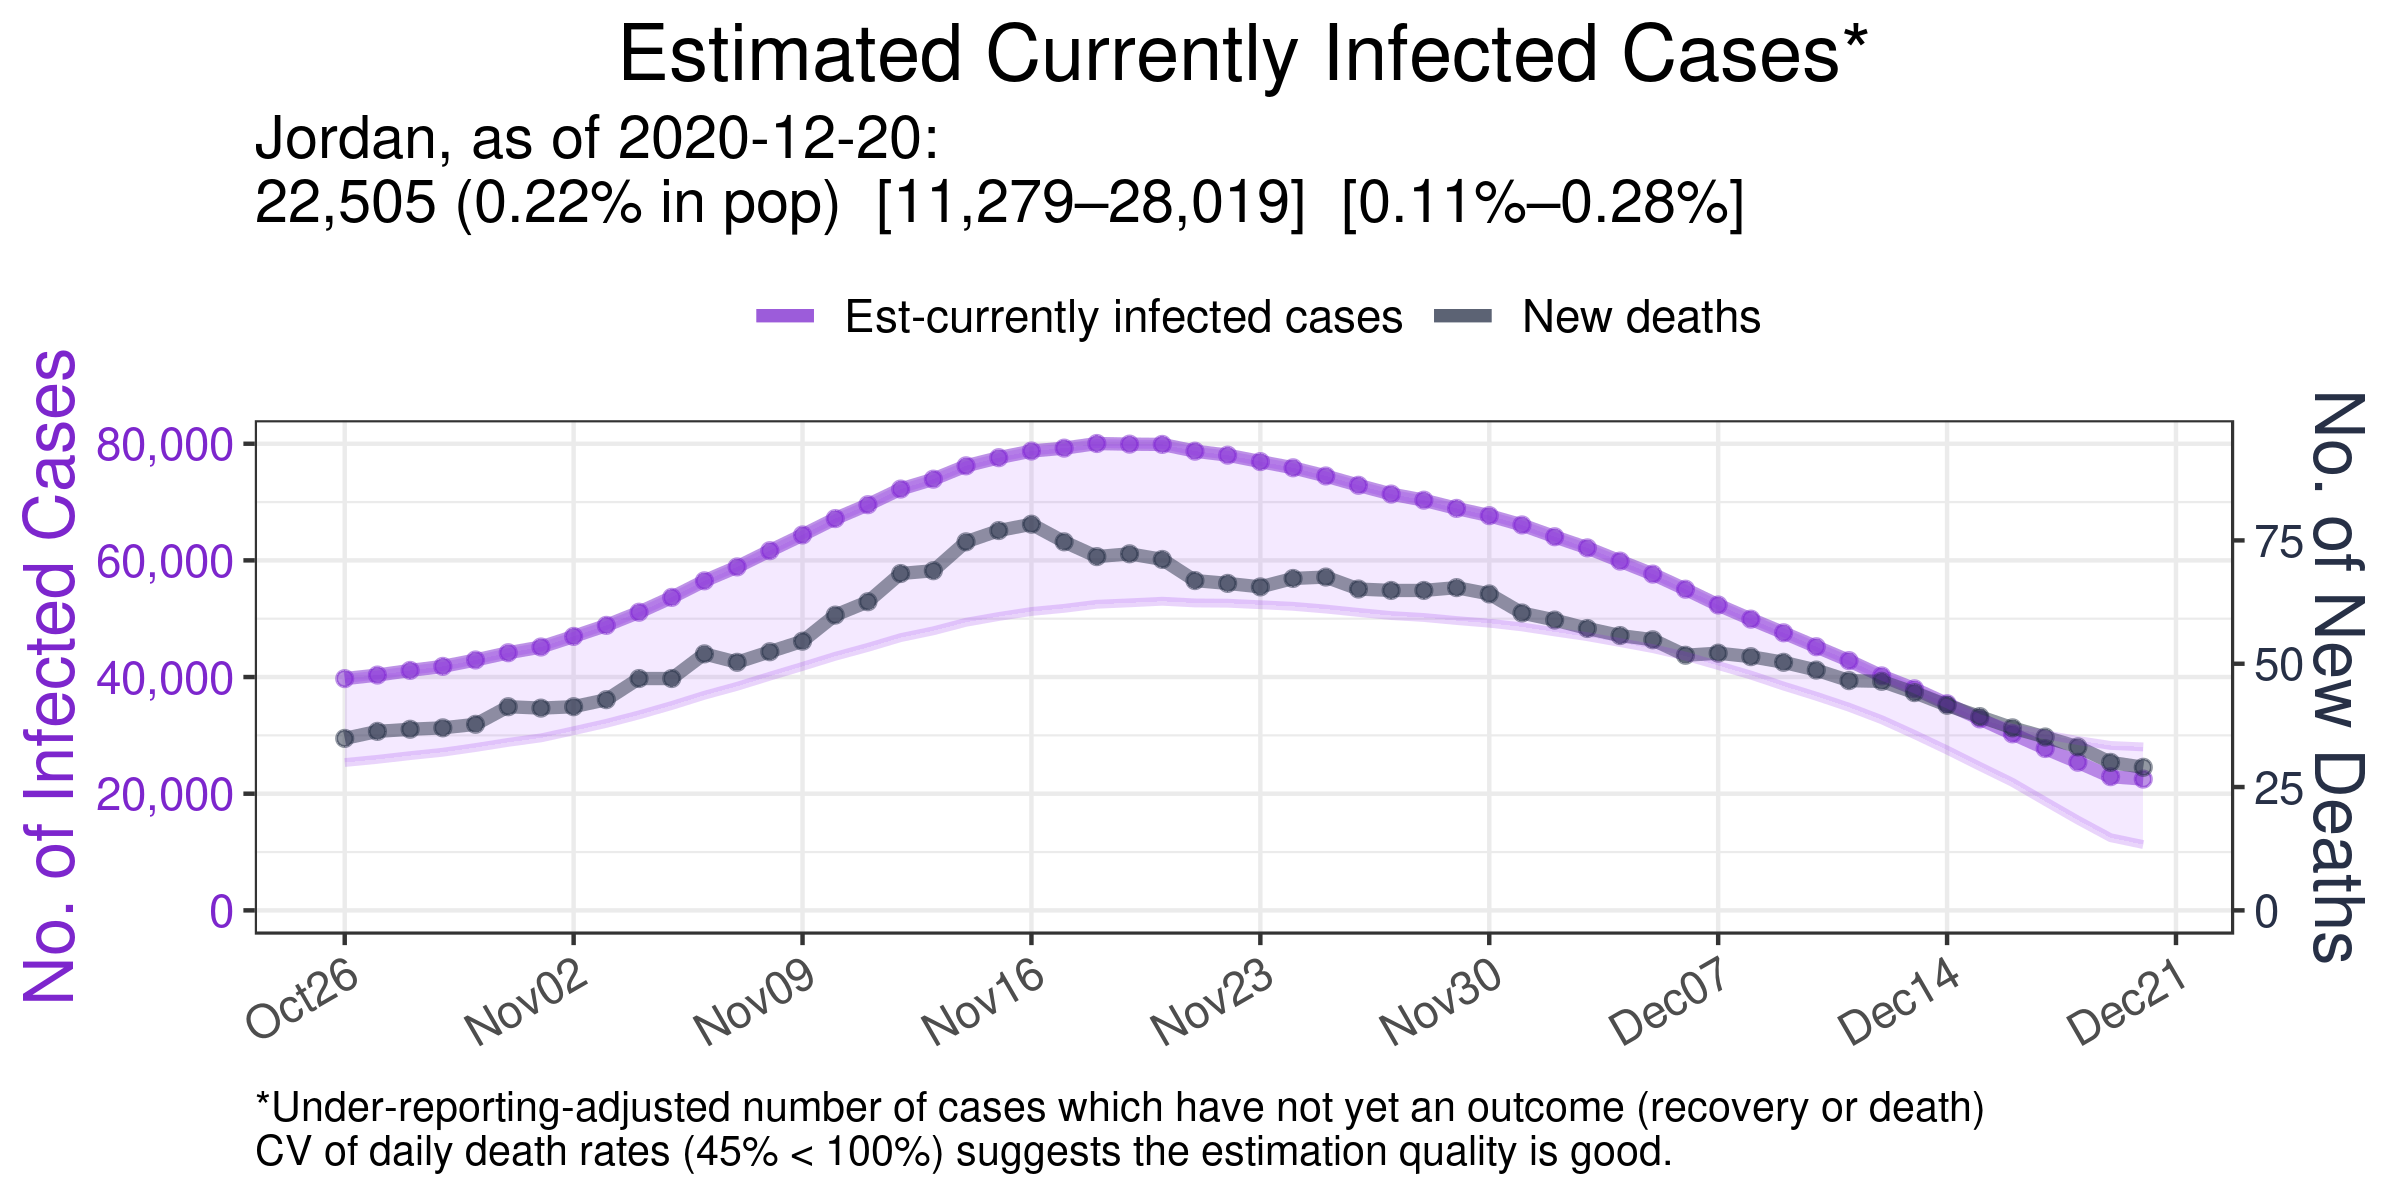 Estimated Currently Infected Cases*
Jordan, as of 2020-12-20:
22,505 (0.22% in pop)  [11,279–28,019]  [0.11%–0.28%]
Est-currently infected cases
New deaths
No. of Infected Cases
80,000
60,000
40,000
20,000
0
No. of New Deaths
75
50
25
0
Oct26
Nov02
Nov09
Nov16
Nov23
Nov30
Dec07
Dec14
Dec21
*Under-reporting-adjusted number of cases which have not yet an outcome (recovery or death)
CV of daily death rates (45% < 100%) suggests the estimation quality is good.